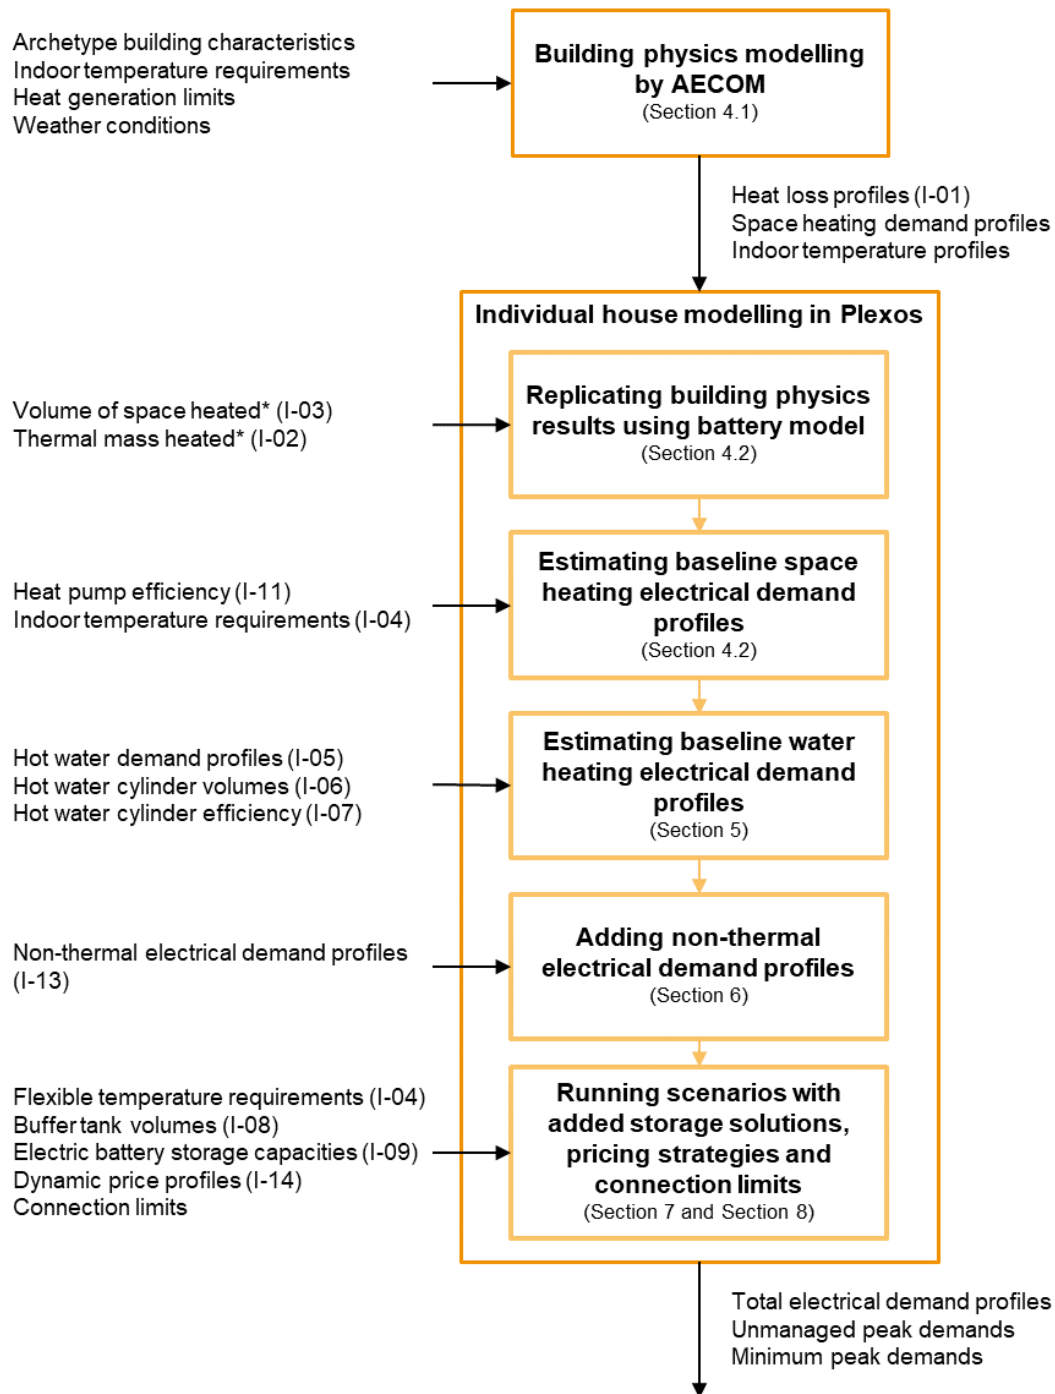 Archetype building characteristics
Indoor temperature requirements
Heat generation limits
Weather conditions
Building physics modelling
by AECOM
(Section 4.1)
Heat loss profiles (I-01)
Space heating demand profiles
Indoor temperature profiles
Individual house modelling in Plexos
Volume of space heated* (I-03)
Thermal mass heated* (I-02)
Replicating building physics
results using battery model
(Section 4.2)
Heat pump efficiency (I-11)
Indoor temperature requirements (I-04)
Estimating baseline space
heating electrical demand
profiles
(Section 4.2)
Hot water demand profiles (I-05)
Hot water cylinder volumes (I-06)
Hot water cylinder efficiency (I-07)
Estimating baseline water
heating electrical demand
profiles
(Section 5)
Non-thermal electrical demand profiles
(I-13)
Adding non-thermal
electrical demand profiles
(Section 6)
Flexible temperature requirements (I-04)
Buffer tank volumes (I-08)
Electric battery storage capacities (I-09)
Dynamic price profiles (I-14)
Connection limits
Running scenarios with
added storage solutions,
pricing strategies and
connection limits
(Section 7 and Section 8)
Total electrical demand profiles
Unmanaged peak demands
Minimum peak demands